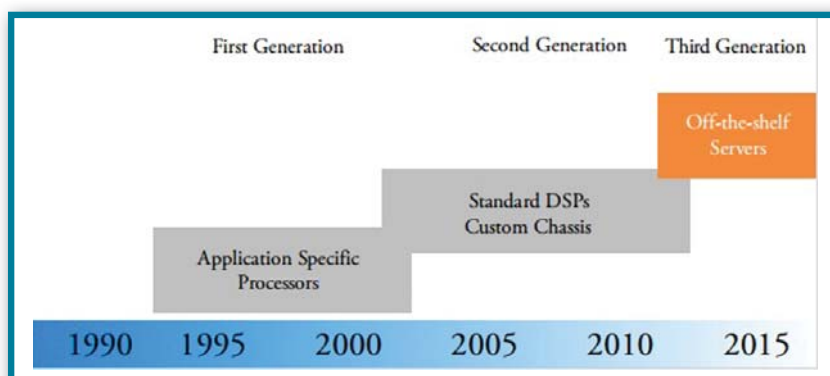 First Generation
Second Generation
Third Generation
Off-the-shelf
Servers
Standard DSPs
Custom Chassis
Application Specific
Processors
1990 1995 2000 2005 2010 2015